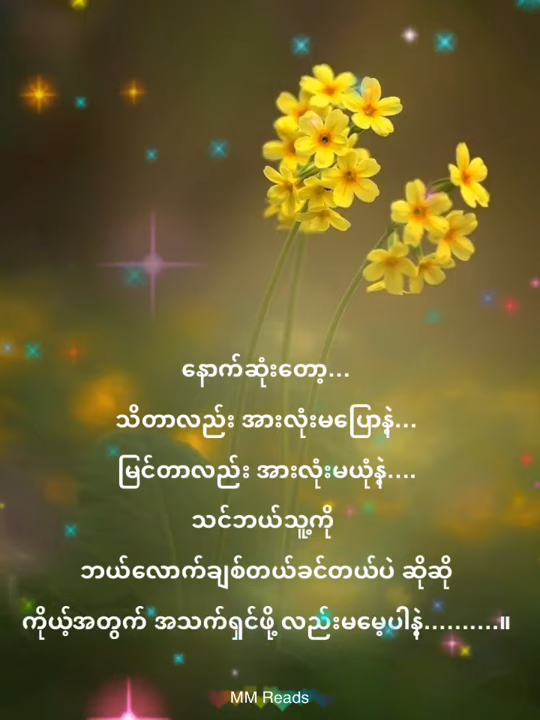 နောက်ဆုံးတော့...
သိတာလည်း အားလုံးမပြောနဲ့...
မြင်တာလည်း အားလုံးမယုံနဲ့....
သင်ဘယ်သူ့ကို
ဘယ်လောက်ချစ်တယ်ခင်တယ်ပဲ ဆိုဆို
ကိုယ့်အတွက် အသက်ရှင်ဖို့ လည်းမမေ့ပါနဲ့..........။
MM Reads